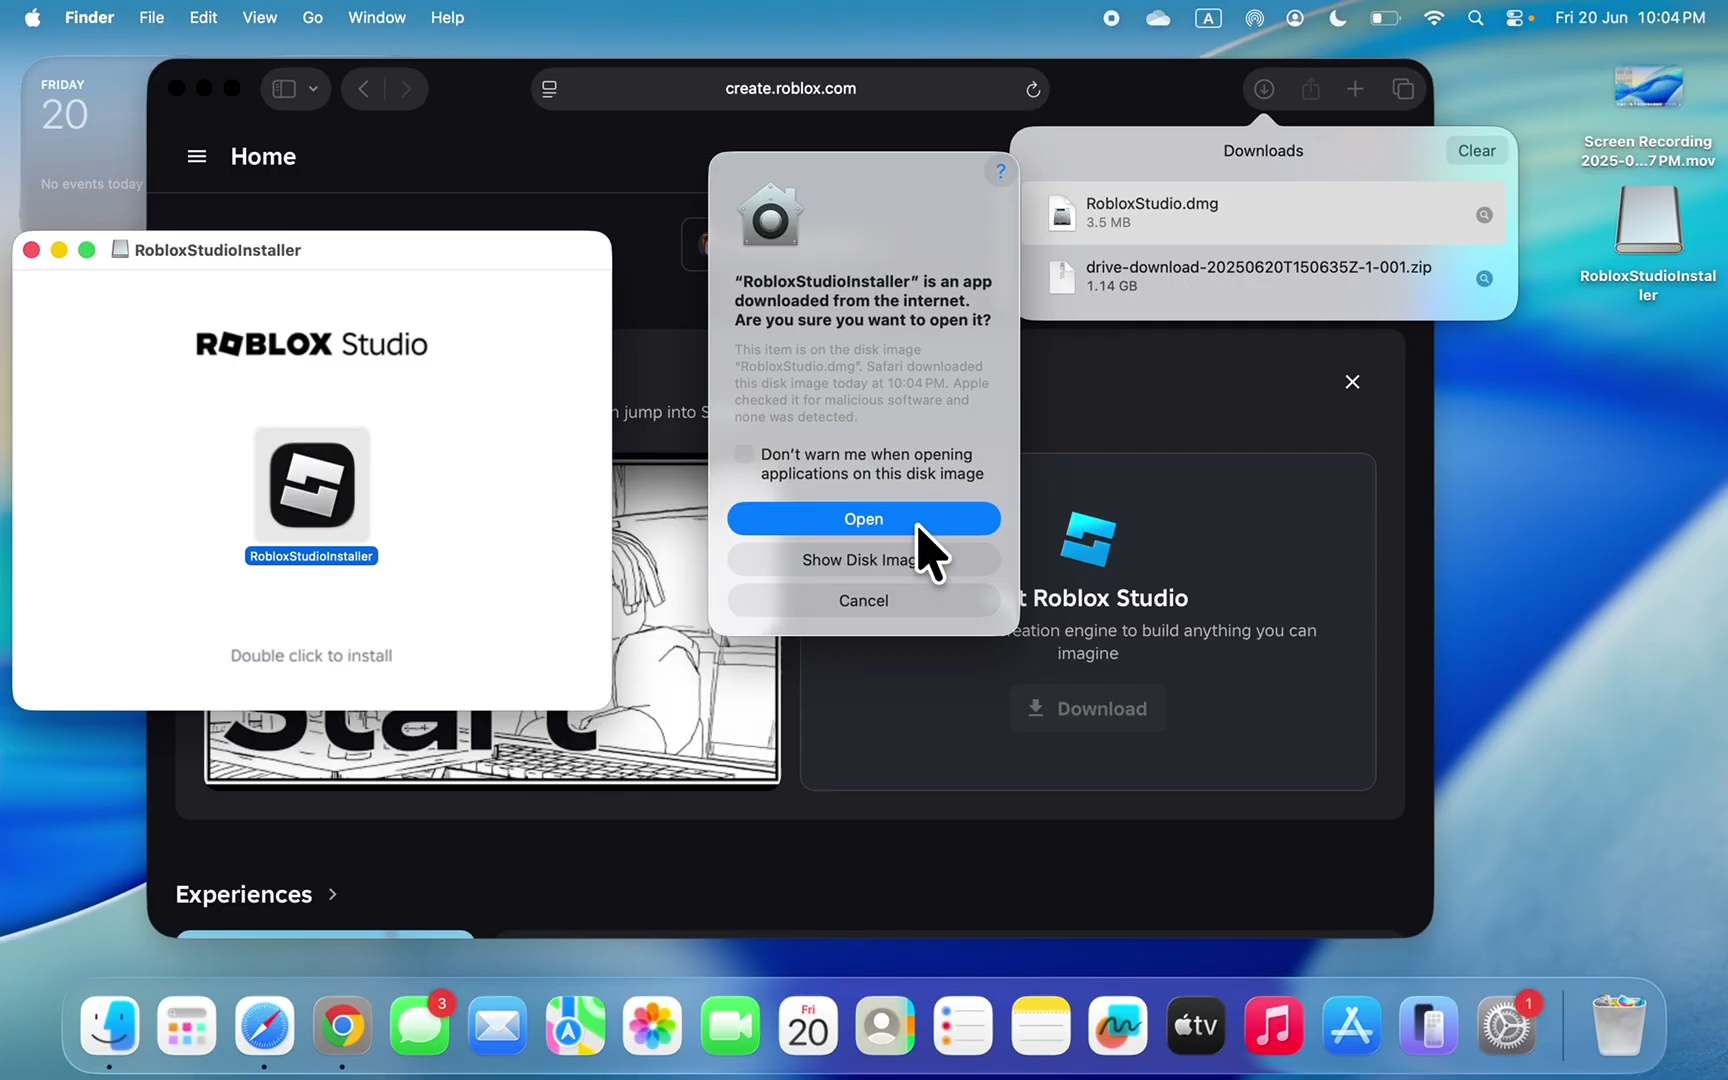 Finder File Edit View Go Window Help
A
Fri 20 Jun 10:04 PM
FRIDAY
20
No events today
create.roblox.com
Home
Downloads
Clear
RobloxStudio.dmg
3.5 MB
drive-download-20250620T150635Z-1-001.zip
1.14 GB
Screen Recording
2025-0...7PM.mov
RobloxStudioInstal
ler
RobloxStudioInstaller
ROBLOX Studio
RobloxStudioInstaller
Double click to install
?
“RobloxStudioInstaller” is an app
downloaded from the internet.
Are you sure you want to open it?
This item is on the disk image
“RobloxStudio.dmg”. Safari downloaded
this disk image today at 10:04 PM. Apple
checked it for malicious software and
none was detected.
Don’t warn me when opening
applications on this disk image
Open
Show Disk Imag
Cancel
jump into S
t Roblox Studio
eation engine to build anything you can
imagine
Download
Start
Experiences
3
Fri
20
tv
1